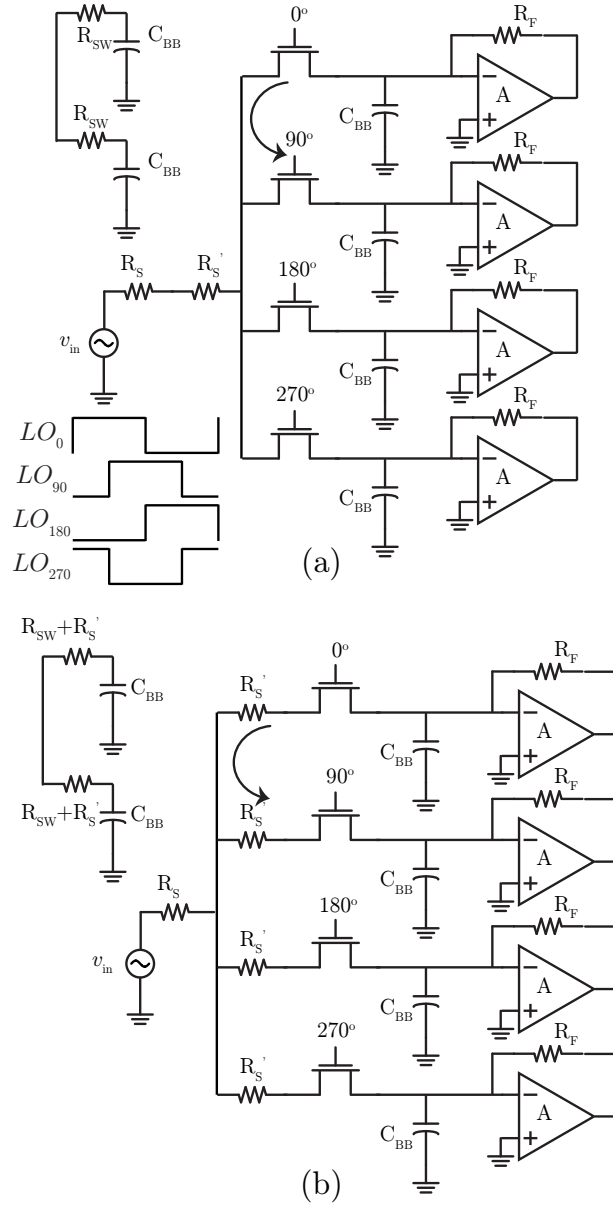 0°
R_F
R_SW C_BB
A
C_BB
90°
R_SW
C_BB
R_F
A
C_BB
R_S R_S'
180°
R_F
v_in
A
C_BB
270°
R_F
LO_0
A
C_BB
LO_90
LO_180
LO_270
(a)
R_SW+R_S'
0°
R_F
R_S'
C_BB
A
C_BB
90°
R_F
R_SW+R_S' C_BB
R_S'
A
C_BB
R_S
180°
R_F
v_in
R_S'
A
C_BB
270°
R_F
R_S'
A
C_BB
(b)